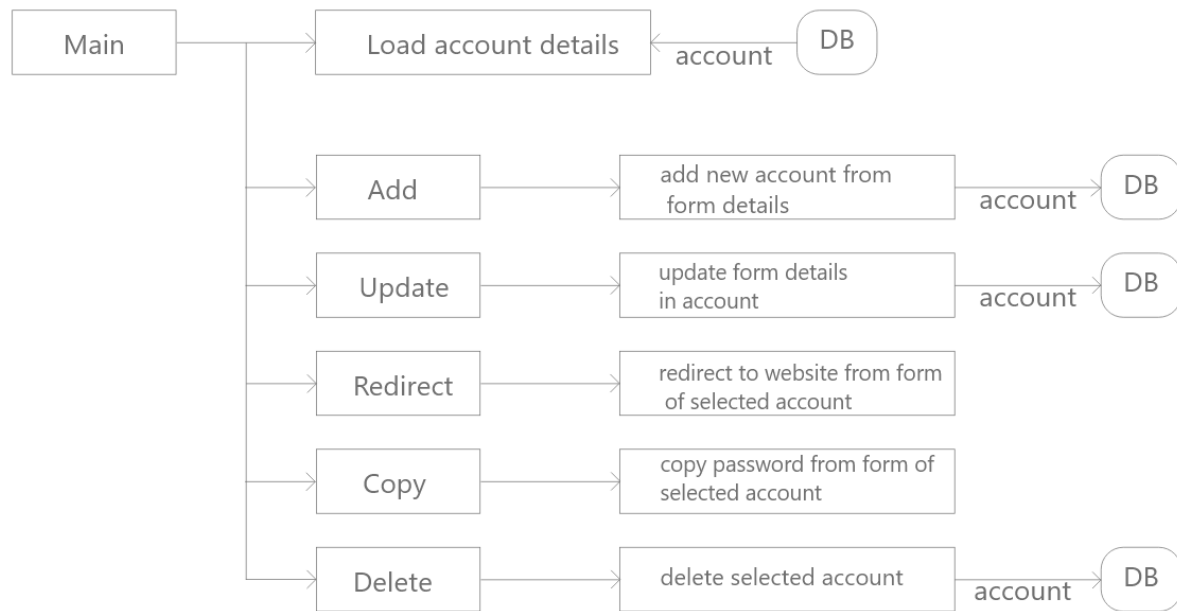 Main
Load account details
account
DB
Add
add new account from
form details
account
DB
Update
update form details
in account
account
DB
Redirect
redirect to website from form
of selected account
Copy
copy password from form of
selected account
Delete
delete selected account
account
DB